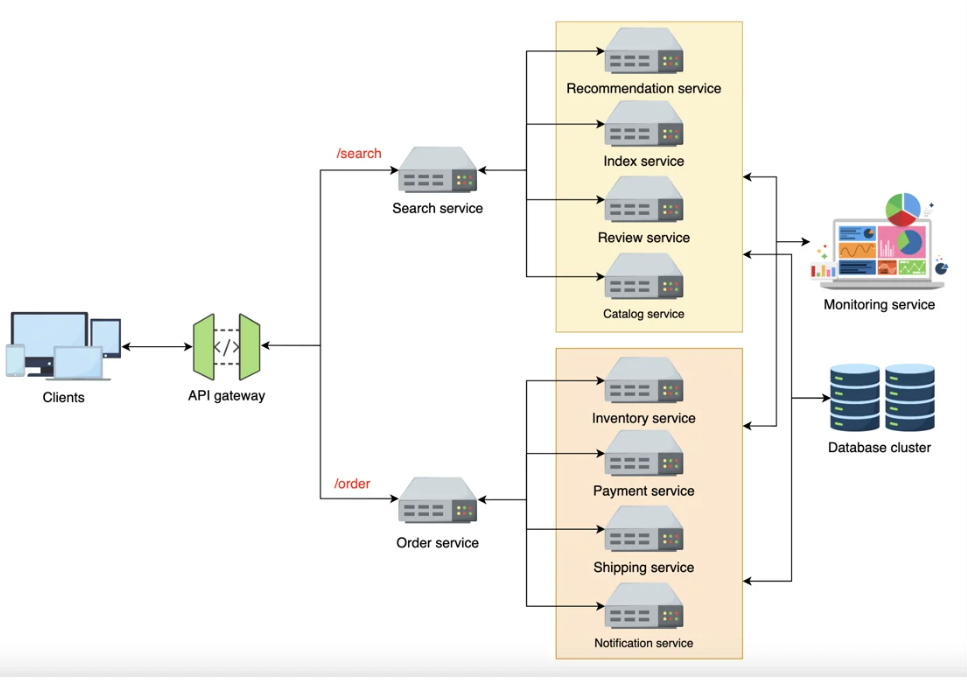 Recommendation service
Index service
/search
Search service
Review service
Monitoring service
Catalog service
Clients
API gateway
</>
Inventory service
Database cluster
/order
Payment service
Order service
Shipping service
Notification service